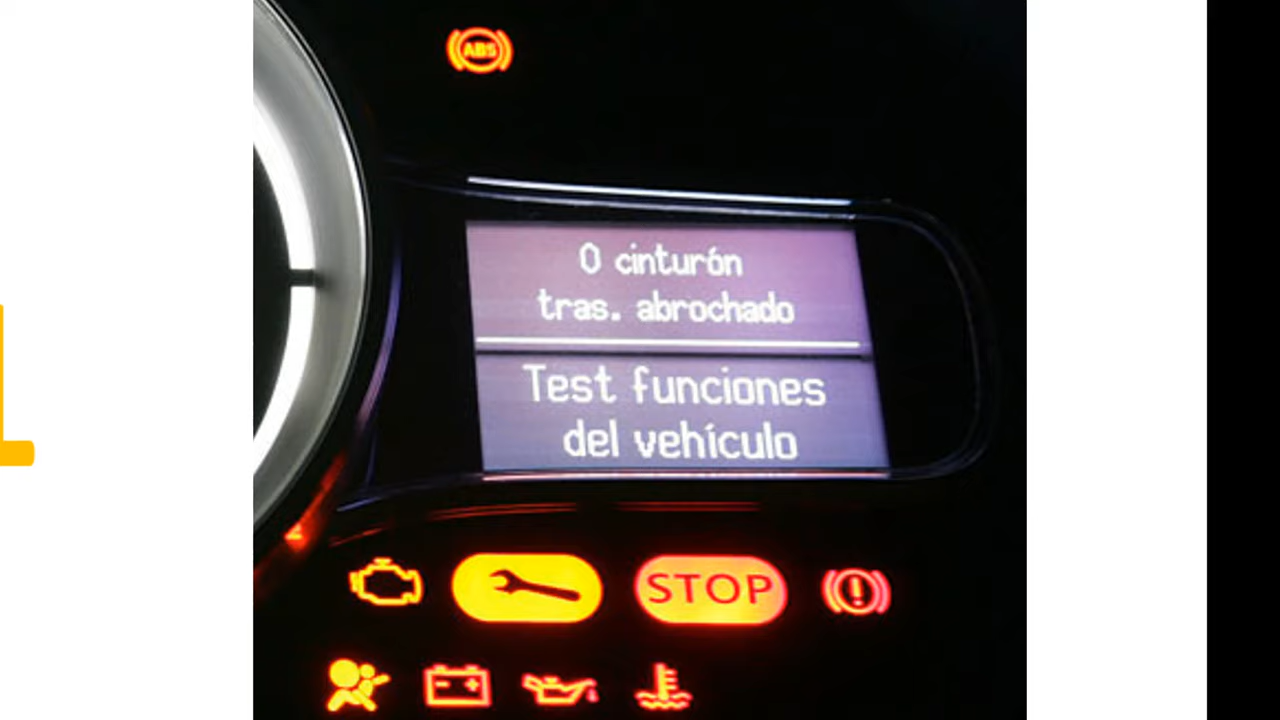 ABS
0 cinturón
tras. abrochado
Test funciones
del vehículo
STOP